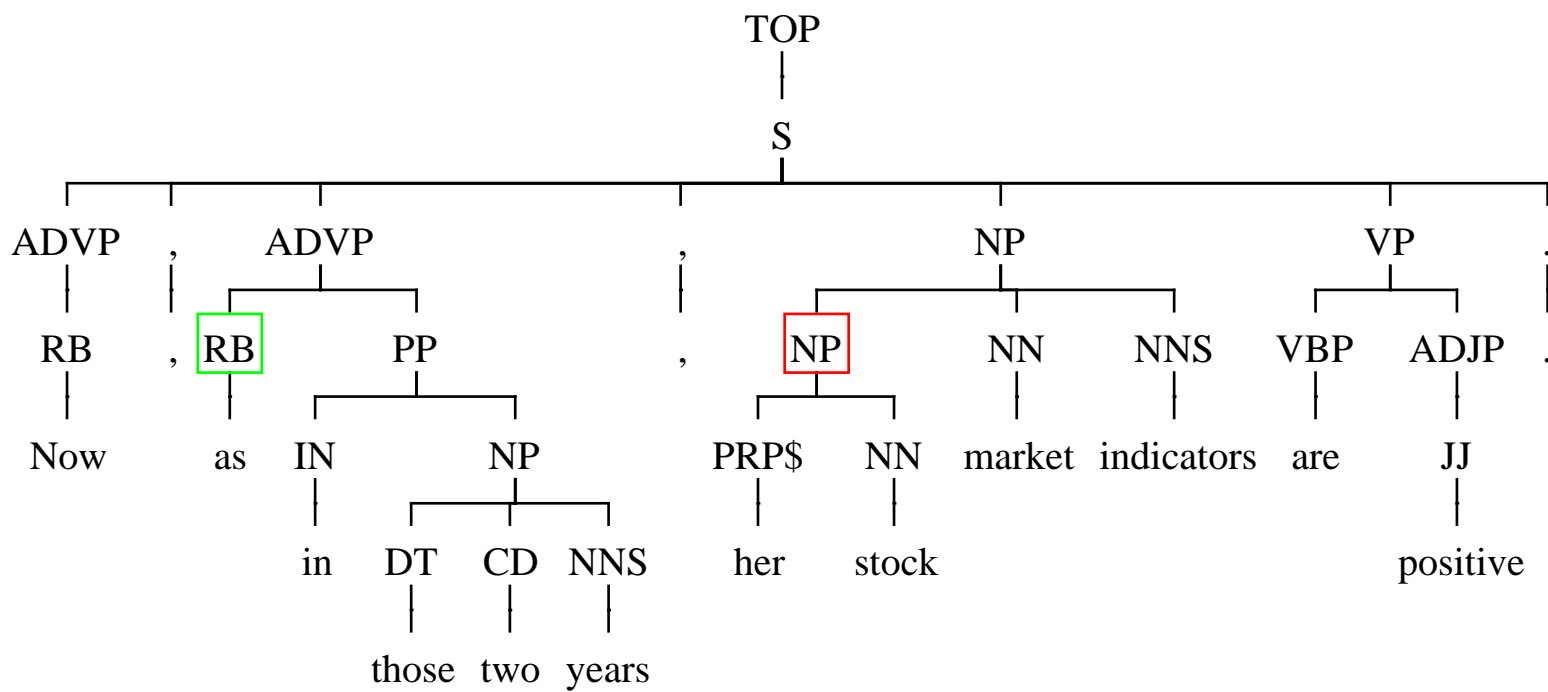 TOP
S
ADVP , ADVP , NP VP .
RB , RB PP , NP NN NNS VBP ADJP .
Now as IN NP PRP$ NN market indicators are JJ
in DT CD NNS her stock positive
those two years